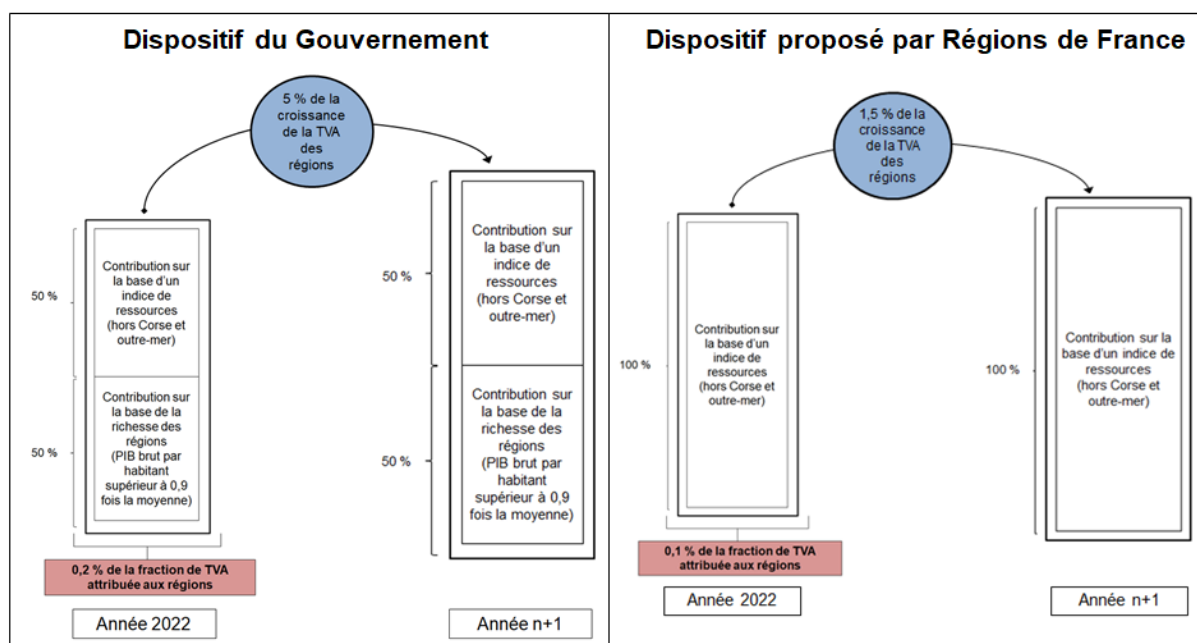 Dispositif du Gouvernement
5 % de la
croissance
de la TVA
des
régions
50 %
Contribution sur
la base d'un
indice de
ressources
(hors Corse et
outre-mer)
50 %
Contribution sur
la base de la
richesse des
régions
(PIB brut par
habitant
supérieur à 0,9
fois la moyenne)
0,2 % de la fraction de TVA
attribuée aux régions
Année 2022
50 %
Contribution sur
la base d'un
indice de
ressources
(hors Corse et
outre-mer)
50 %
Contribution sur
la base de la
richesse des
régions
(PIB brut par
habitant
supérieur à 0,9
fois la moyenne)
Année n+1
Dispositif proposé par Régions de France
1,5 % de la
croissance
de la TVA
des
régions
100 %
Contribution sur
la base d'un
indice de
ressources
(hors Corse et
outre-mer)
0,1 % de la fraction de TVA
attribuée aux régions
Année 2022
100 %
Contribution sur la
base d'un indice de
ressources
(hors Corse et
outre-mer)
Année n+1